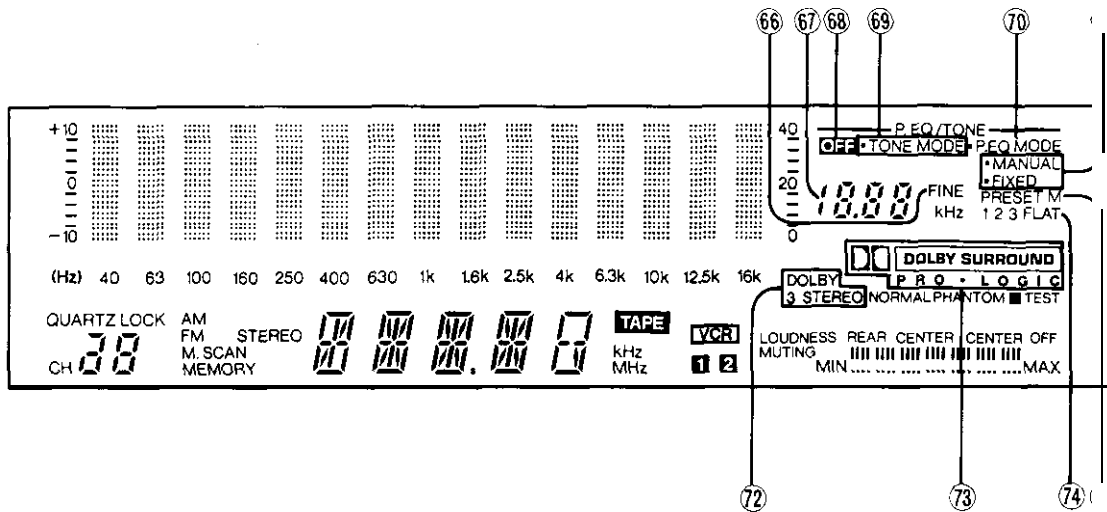 66 67 68 69 70
+10 40 P.EQ/TONE
•OFF •TONE MODE •P.EQ MODE
•MANUAL
0 20 •FIXED
18.88 FINE PRESET M
kHz 1 2 3 FLAT
−10 0
DOLBY SURROUND
(Hz) 40 63 100 160 250 400 630 1k 1.6k 2.5k 4k 6.3k 10k 12.5k 16k DOLBY PRO • LOGIC
3 STEREO NORMAL PHANTOM TEST
QUARTZ LOCK AM TAPE VCR LOUDNESS REAR CENTER CENTER OFF
FM STEREO MUTING
CH 28 M. SCAN kHz 1 2
MEMORY MHz MIN MAX
72 73 74